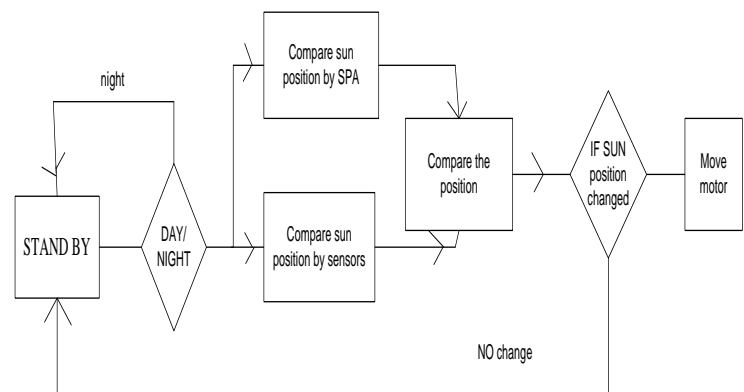 night
STAND BY
DAY/
NIGHT
Compare sun
position by SPA
Compare sun
position by sensors
Compare the
position
IF SUN
position
changed
Move
motor
NO change